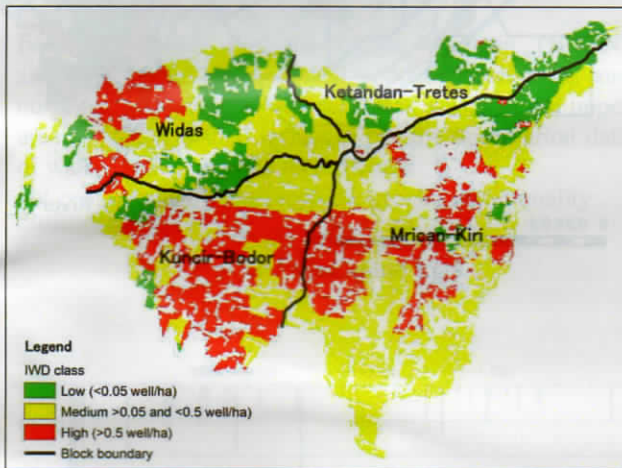 Ketandan-Tretes
Widas
Mrican-Kiri
Kuncir-Bodor
Legend
IWD class
Low (<0.05 well/ha)
Medium >0.05 and <0.5 well/ha)
High (>0.5 well/ha)
Block boundary